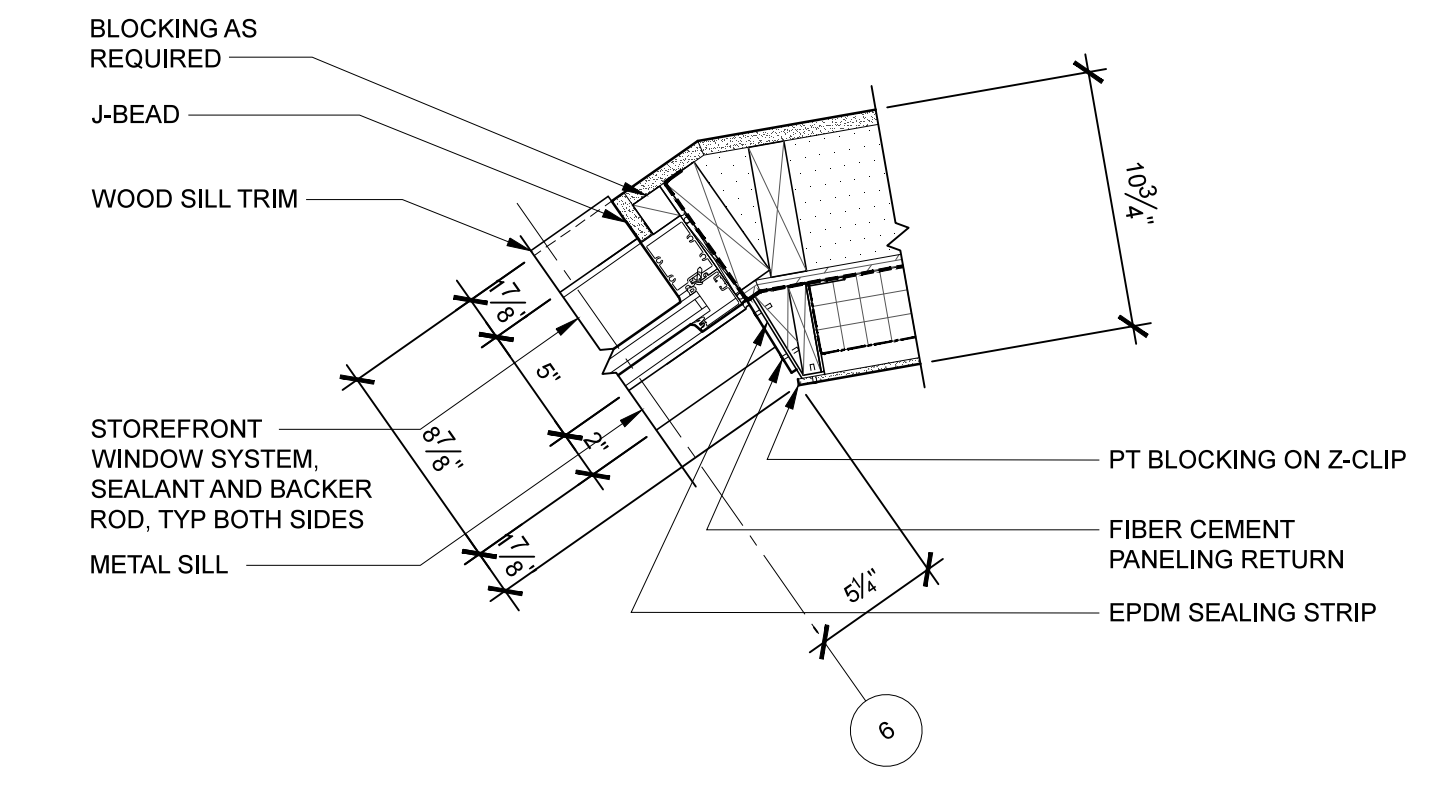 BLOCKING AS
REQUIRED
J-BEAD
WOOD SILL TRIM
10 3/4"
1 7/8"
5"
2"
8 7/8"
1 7/8"
STOREFRONT
WINDOW SYSTEM,
SEALANT AND BACKER
ROD, TYP BOTH SIDES
METAL SILL
PT BLOCKING ON Z-CLIP
FIBER CEMENT
PANELING RETURN
EPDM SEALING STRIP
5 1/4"
6